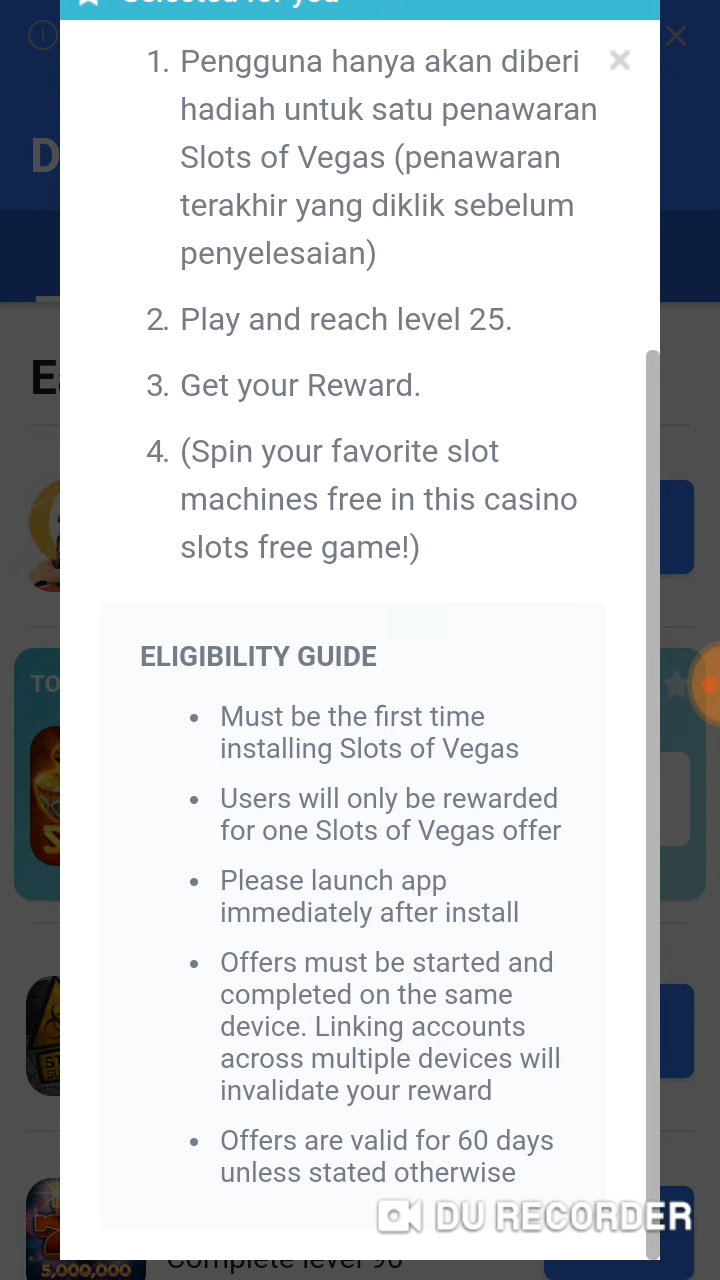 Selected for you
1. Pengguna hanya akan diberi
hadiah untuk satu penawaran
Slots of Vegas (penawaran
terakhir yang diklik sebelum
penyelesaian)
2. Play and reach level 25.
3. Get your Reward.
4. (Spin your favorite slot
machines free in this casino
slots free game!)
ELIGIBILITY GUIDE
• Must be the first time
installing Slots of Vegas
• Users will only be rewarded
for one Slots of Vegas offer
• Please launch app
immediately after install
• Offers must be started and
completed on the same
device. Linking accounts
across multiple devices will
invalidate your reward
• Offers are valid for 60 days
unless stated otherwise
DU RECORDER
Complete level 90
5,000,000